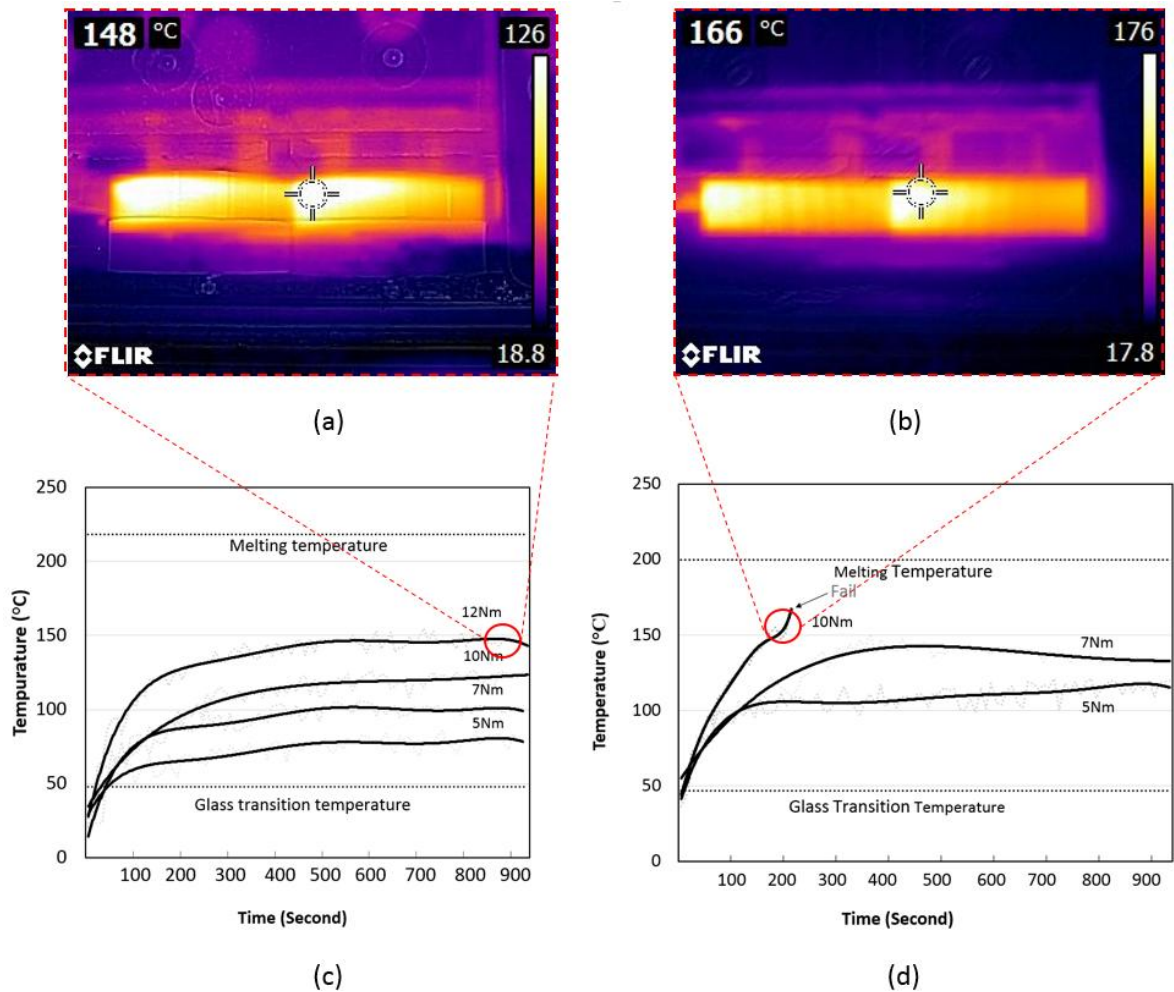 148 °C
126
18.8
FLIR
166 °C
176
17.8
FLIR
(a)
(b)
250
200
150
100
50
0
Tempurature (°C)
Melting temperature
12Nm
10Nm
7Nm
5Nm
Glass transition temperature
100 200 300 400 500 600 700 800 900
Time (Second)
(c)
250
200
150
100
50
0
Temperature (°C)
Melting Temperature
Fail
10Nm
7Nm
5Nm
Glass Transition Temperature
100 200 300 400 500 600 700 800 900
Time (Second)
(d)